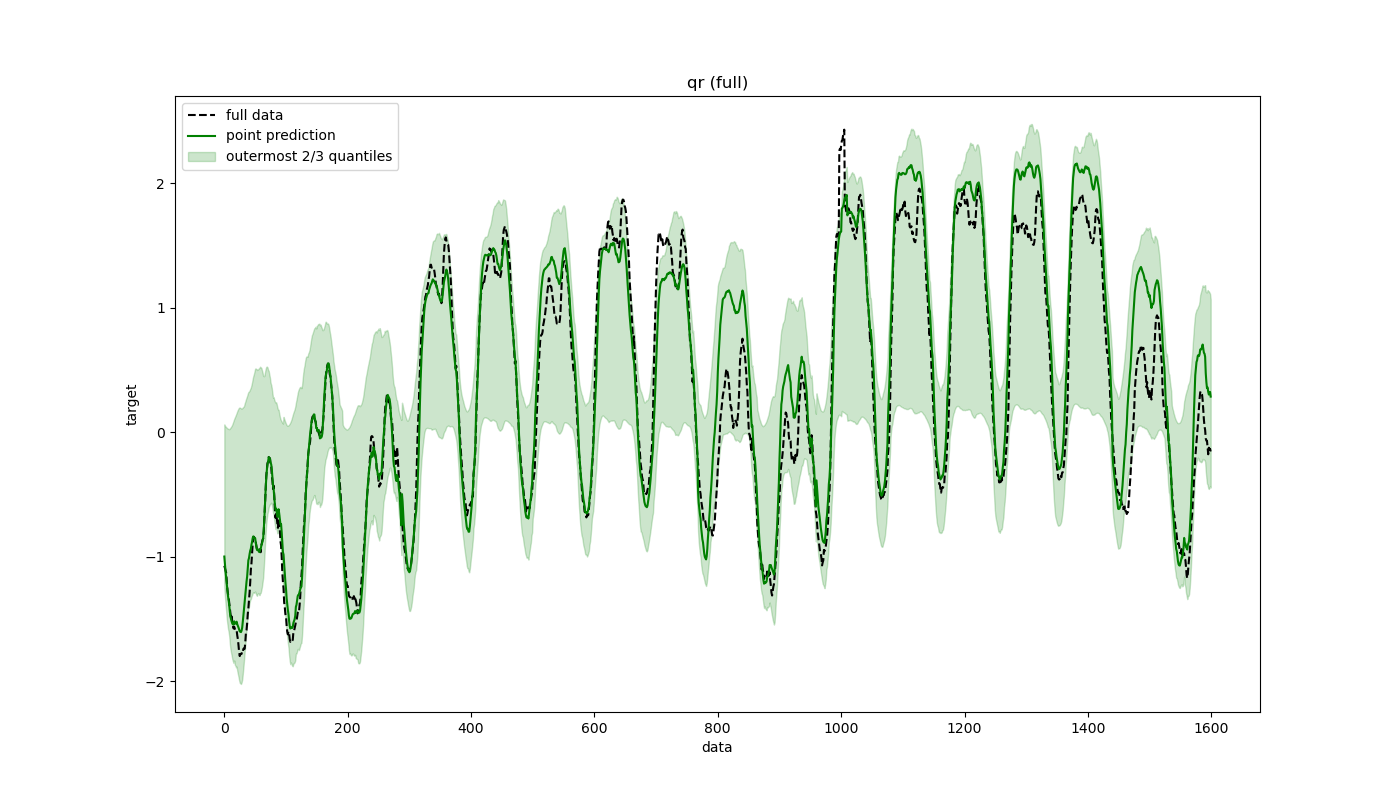 qr (full)
full data
point prediction
outermost 2/3 quantiles
target
2
1
0
−1
−2
0 200 400 600 800 1000 1200 1400 1600
data